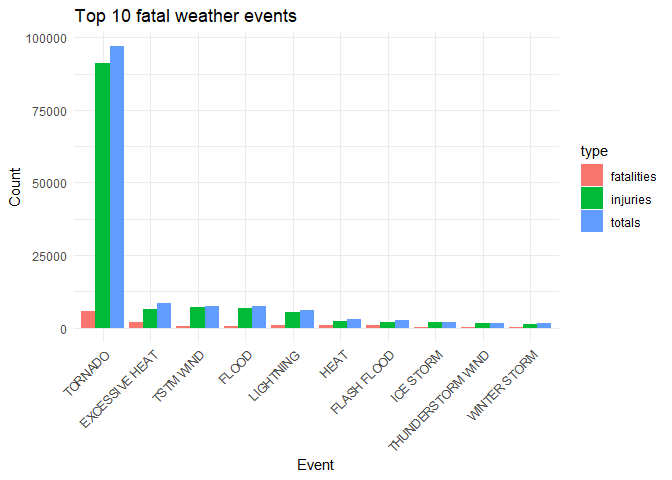 Top 10 fatal weather events
100000
75000
50000
25000
0
Count
TORNADO
EXCESSIVE HEAT
TSTM WIND
FLOOD
LIGHTNING
HEAT
FLASH FLOOD
ICE STORM
THUNDERSTORM WIND
WINTER STORM
Event
type
fatalities
injuries
totals